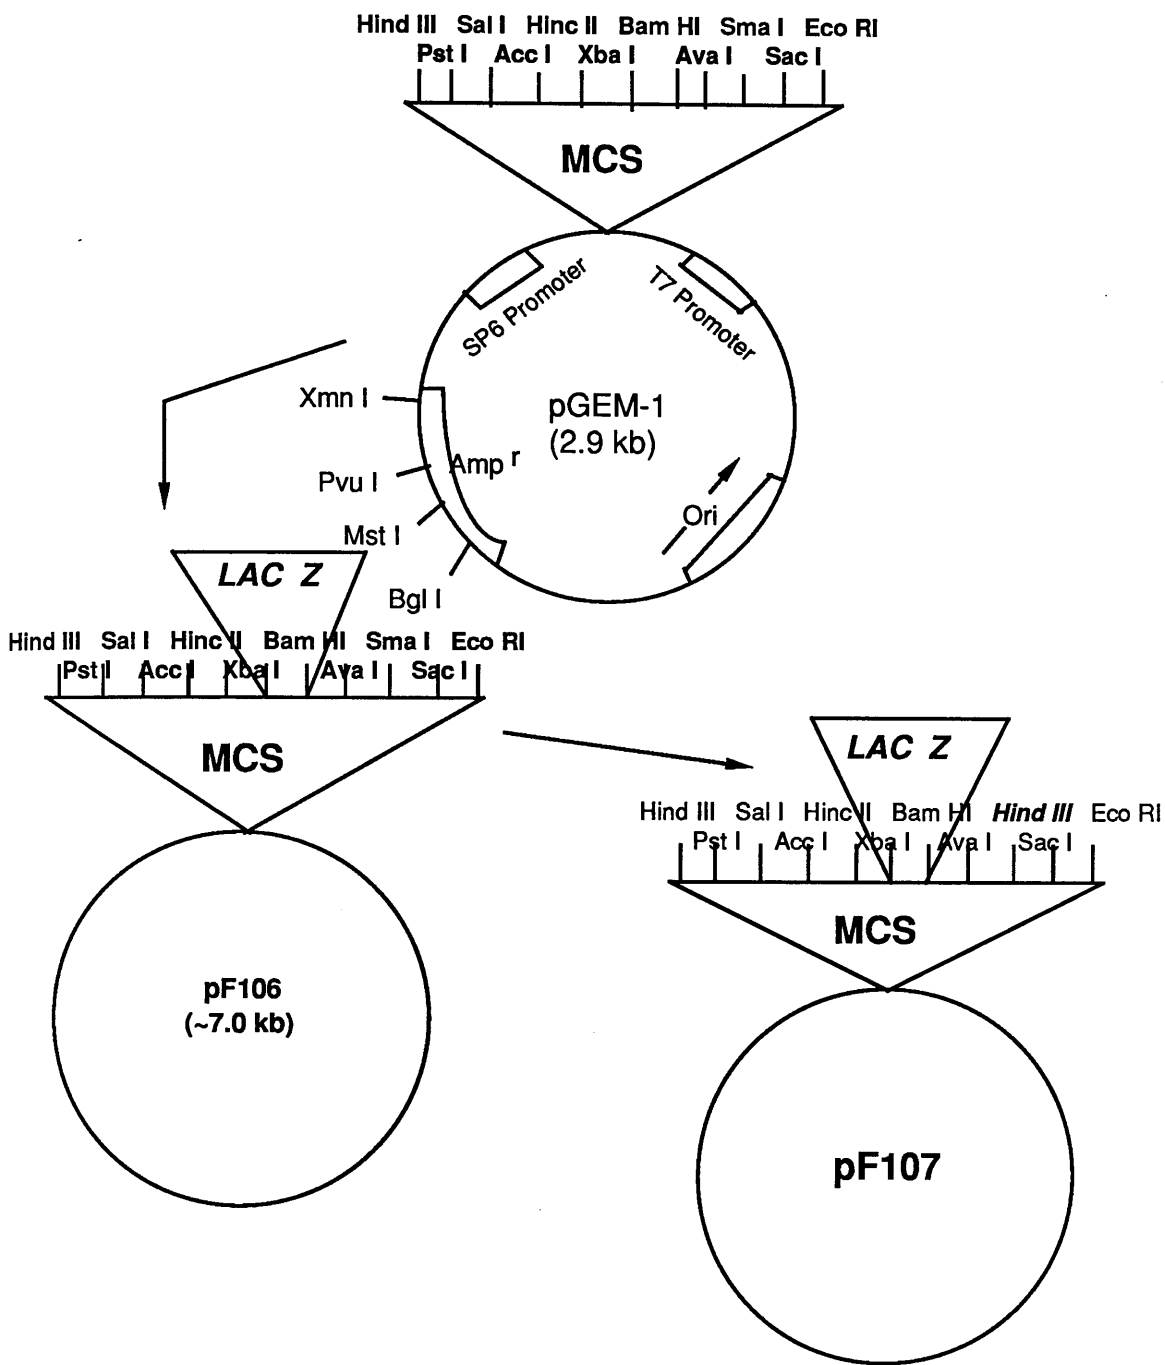 Hind III Sal I Hinc II Bam HI Sma I Eco RI
Pst I Acc I Xba I Ava I Sac I
MCS
SP6 Promoter
T7 Promoter
Xmn I
pGEM-1
(2.9 kb)
Amp r
Pvu I
Ori
Mst I
Bgl I
LAC Z
Hind III Sal I Hinc II Bam HI Sma I Eco RI
Pst I Acc I Xba I Ava I Sac I
MCS
pF106
(~7.0 kb)
LAC Z
Hind III Sal I Hinc II Bam HI Hind III Eco RI
Pst I Acc I Xba I Ava I Sac I
MCS
pF107